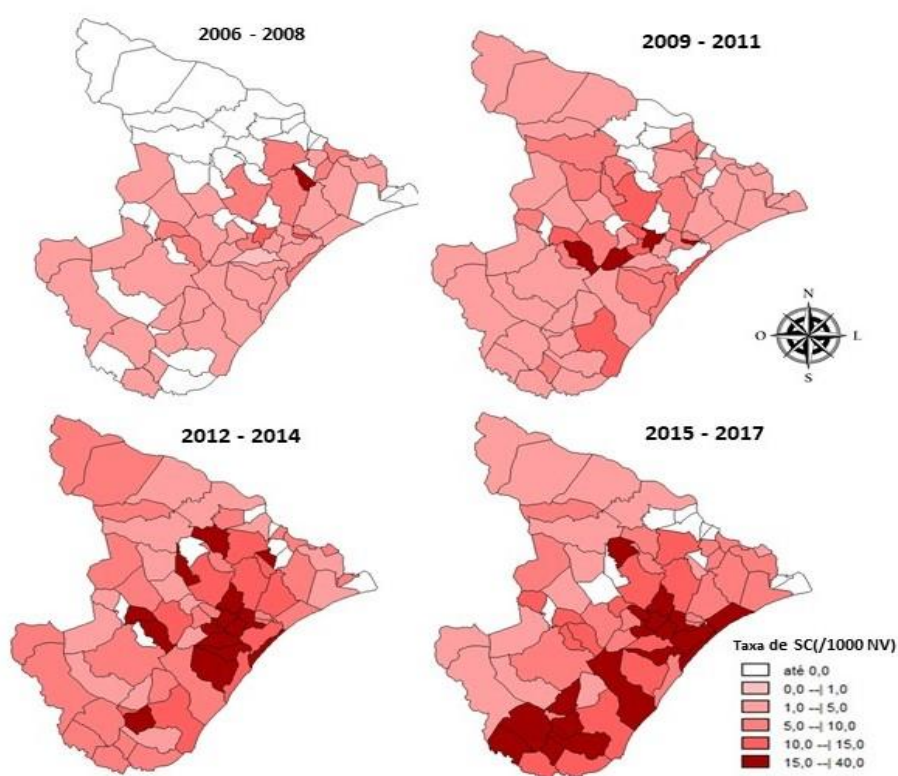 2006 - 2008
2009 - 2011
N
O
L
S
2012 - 2014
2015 - 2017
Taxa de SC(/1000 NV)
até 0,0
0,0 --| 1,0
1,0 --| 5,0
5,0 --| 10,0
10,0 --| 15,0
15,0 --| 40,0